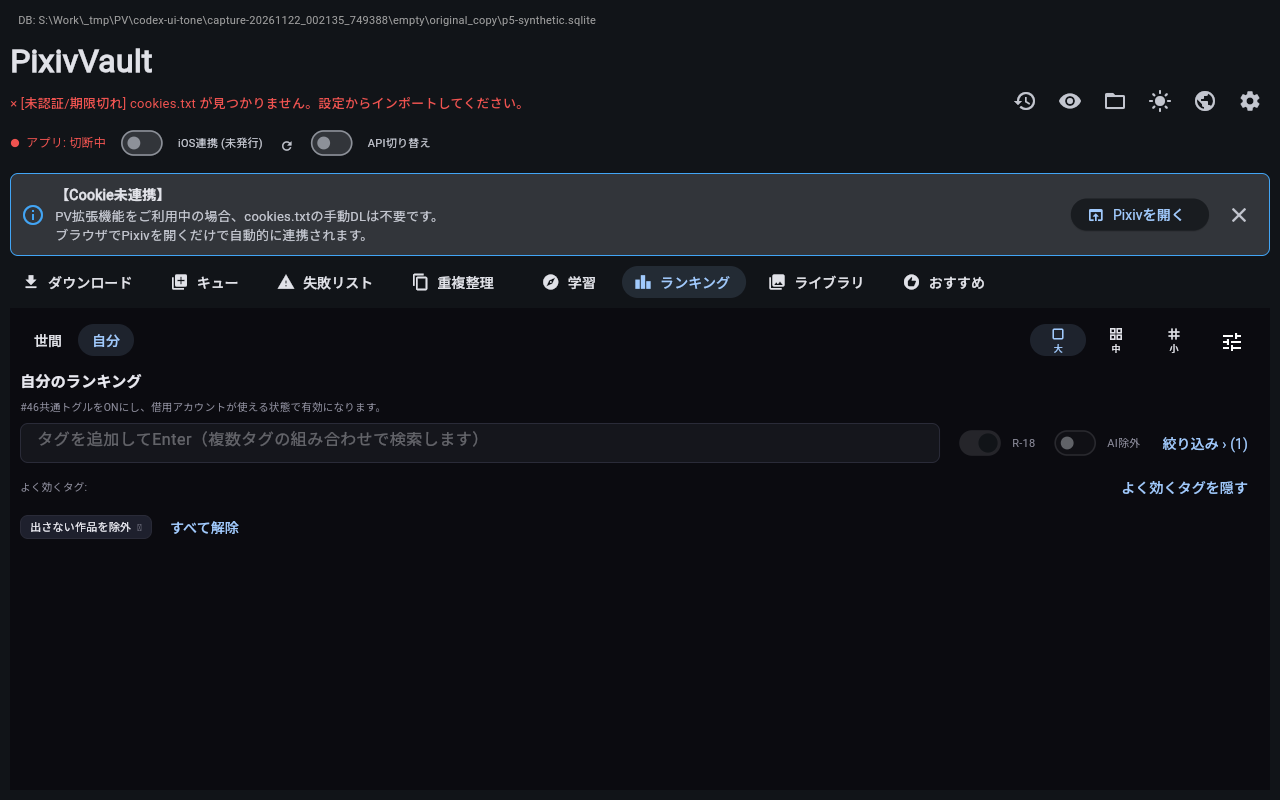 DB: S:\Work\_tmp\PV\codex-ui-tone\capture-20261122_002135_749388\empty\original_copy\p5-synthetic.sqlite
PixivVault
× [未認証/期限切れ] cookies.txt が見つかりません。設定からインポートしてください。
アプリ: 切断中 iOS連携 (未発行) API切り替え
【Cookie未連携】
PV拡張機能をご利用中の場合、cookies.txtの手動DLは不要です。
ブラウザでPixivを開くだけで自動的に連携されます。
Pixivを開く
ダウンロード キュー 失敗リスト 重複整理 学習 ランキング ライブラリ おすすめ
世間 自分 大 中 小
自分のランキング
#46共通トグルをONにし、借用アカウントが使える状態で有効になります。
タグを追加してEnter（複数タグの組み合わせで検索します） R-18 AI除外 絞り込み › (1)
よく効くタグ: よく効くタグを隠す
出さない作品を除外 すべて解除